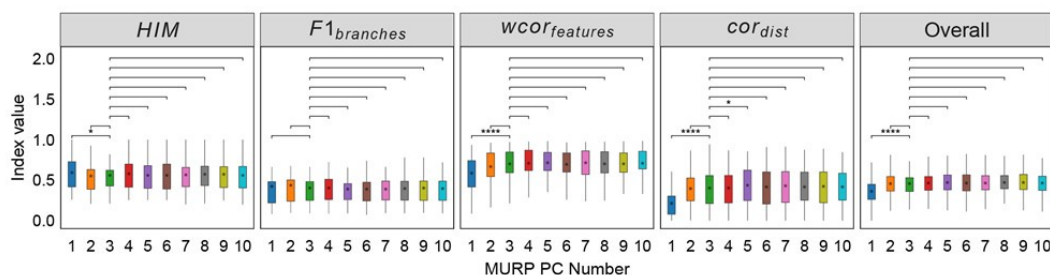 HIM F1branches wcorfeatures cordist Overall
Index value
2.0
1.5
1.0
0.5
0.0
* **** **** * ****
1 2 3 4 5 6 7 8 9 10 1 2 3 4 5 6 7 8 9 10 1 2 3 4 5 6 7 8 9 10 1 2 3 4 5 6 7 8 9 10 1 2 3 4 5 6 7 8 9 10
MURP PC Number